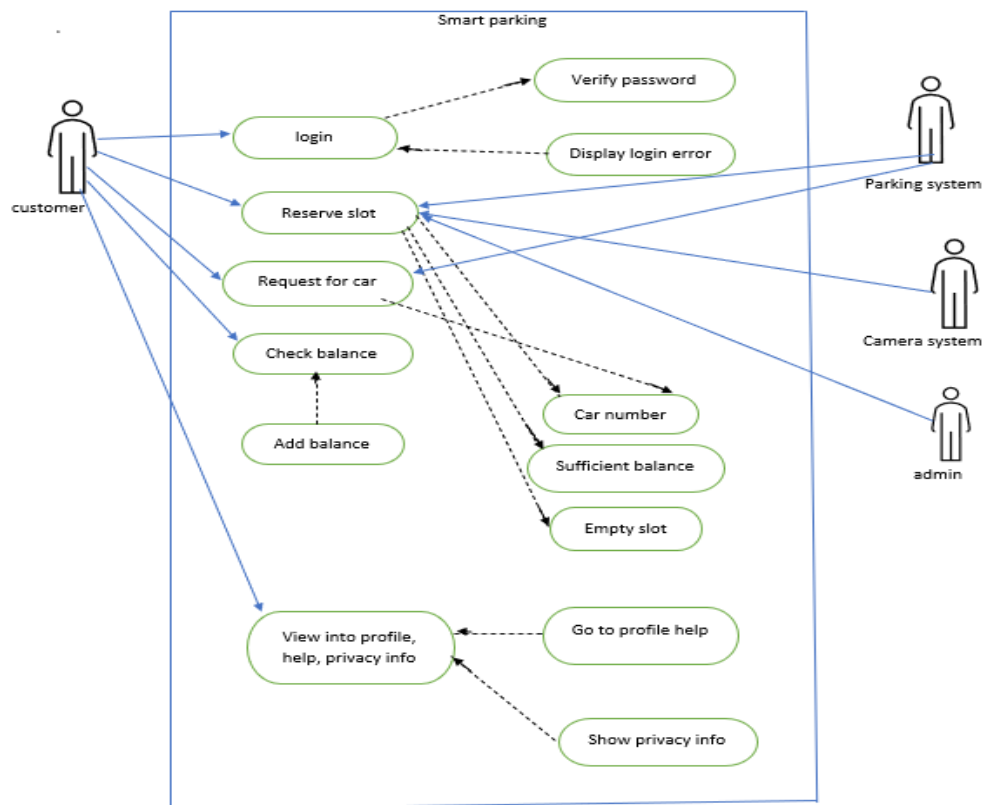 Smart parking
Verify password
login
Display login error
customer
Parking system
Reserve slot
Request for car
Camera system
Check balance
Car number
Add balance
Sufficient balance
admin
Empty slot
View into profile,
help, privacy info
Go to profile help
Show privacy info